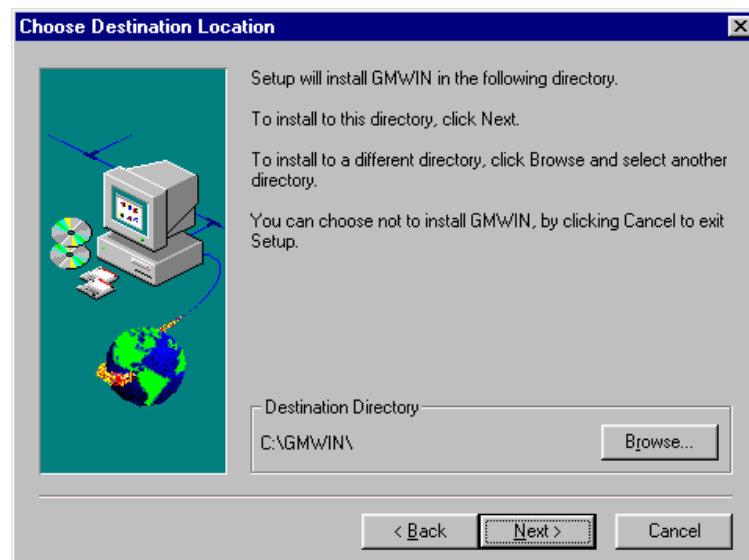 Choose Destination Location
Setup will install GMWIN in the following directory.
To install to this directory, click Next.
To install to a different directory, click Browse and select another
directory.
You can choose not to install GMWIN, by clicking Cancel to exit
Setup.
Destination Directory
C:\GMWIN\
Browse...
< Back
Next >
Cancel